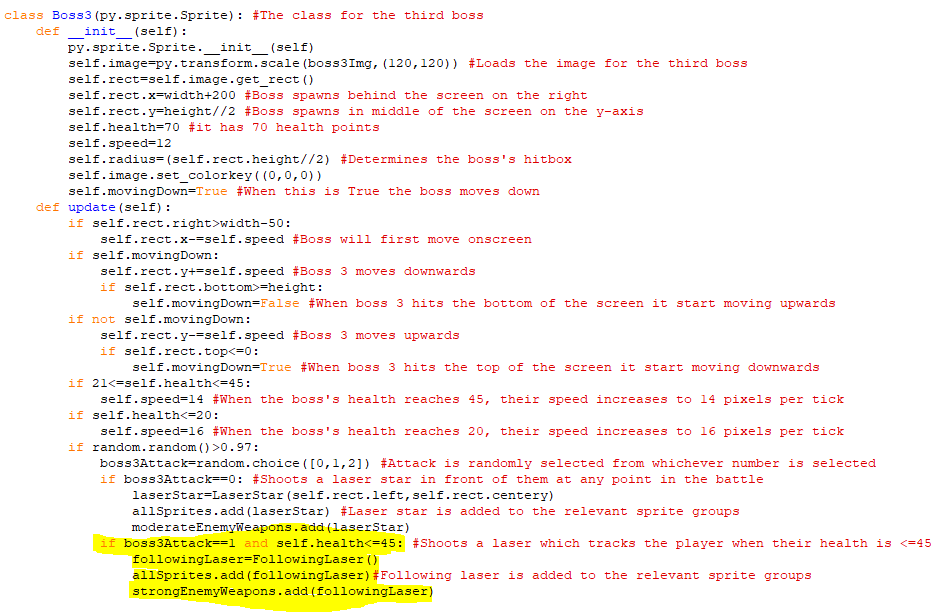 class Boss3(py.sprite.Sprite): #The class for the third boss
    def __init__(self):
        py.sprite.Sprite.__init__(self)
        self.image=py.transform.scale(boss3Img,(120,120)) #Loads the image for the third boss
        self.rect=self.image.get_rect()
        self.rect.x=width+200 #Boss spawns behind the screen on the right
        self.rect.y=height//2 #Boss spawns in middle of the screen on the y-axis
        self.health=70 #it has 70 health points
        self.speed=12
        self.radius=(self.rect.height//2) #Determines the boss's hitbox
        self.image.set_colorkey((0,0,0))
        self.movingDown=True #When this is True the boss moves down
    def update(self):
        if self.rect.right>width-50:
            self.rect.x-=self.speed #Boss will first move onscreen
        if self.movingDown:
            self.rect.y+=self.speed #Boss 3 moves downwards
            if self.rect.bottom>=height:
                self.movingDown=False #When boss 3 hits the bottom of the screen it start moving upwards
        if not self.movingDown:
            self.rect.y-=self.speed #Boss 3 moves upwards
            if self.rect.top<=0:
                self.movingDown=True #When boss 3 hits the top of the screen it start moving downwards
        if 21<=self.health<=45:
            self.speed=14 #When the boss's health reaches 45, their speed increases to 14 pixels per tick
        if self.health<=20:
            self.speed=16 #When the boss's health reaches 20, their speed increases to 16 pixels per tick
        if random.random()>0.97:
            boss3Attack=random.choice([0,1,2]) #Attack is randomly selected from whichever number is selected
            if boss3Attack==0: #Shoots a laser star in front of them at any point in the battle
                laserStar=LaserStar(self.rect.left,self.rect.centery)
                allSprites.add(laserStar) #Laser star is added to the relevant sprite groups
                moderateEnemyWeapons.add(laserStar)
            if boss3Attack==1 and self.health<=45: #Shoots a laser which tracks the player when their health is <=45
                followingLaser=FollowingLaser()
                allSprites.add(followingLaser)#Following laser is added to the relevant sprite groups
                strongEnemyWeapons.add(followingLaser)